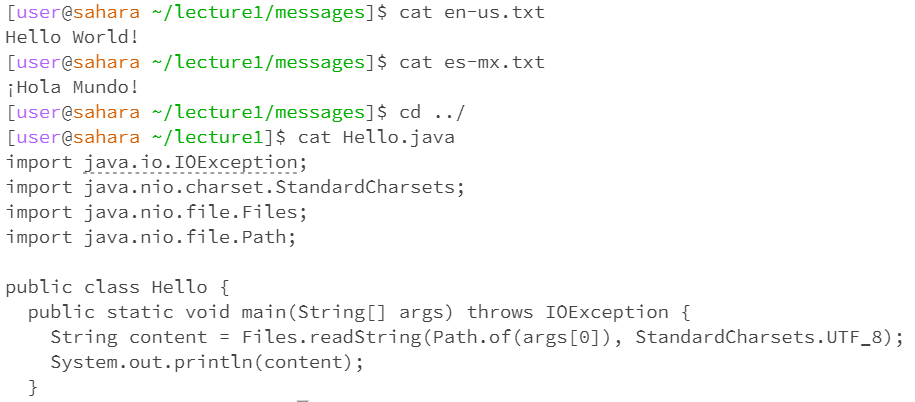 [user@sahara ~/lecture1/messages]$ cat en-us.txt
Hello World!
[user@sahara ~/lecture1/messages]$ cat es-mx.txt
¡Hola Mundo!
[user@sahara ~/lecture1/messages]$ cd ../
[user@sahara ~/lecture1]$ cat Hello.java
import java.io.IOException;
import java.nio.charset.StandardCharsets;
import java.nio.file.Files;
import java.nio.file.Path;

public class Hello {
  public static void main(String[] args) throws IOException {
    String content = Files.readString(Path.of(args[0]), StandardCharsets.UTF_8);
    System.out.println(content);
  }